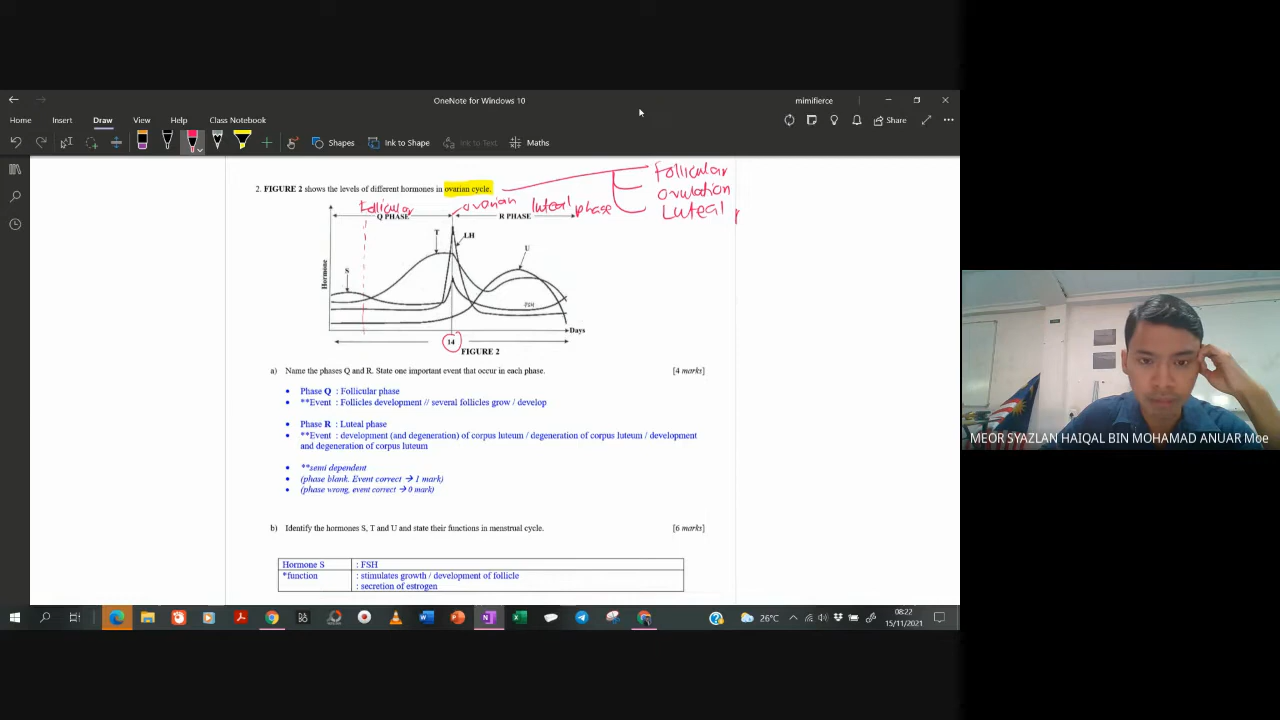 OneNote for Windows 10
mimifierce
Home Insert Draw View Help Class Notebook
Share
Shapes Ink to Shape Ink to Text Maths
2. FIGURE 2 shows the levels of different hormones in ovarian cycle.
Follicular
ovulation
Luteal
Follicular ovarian luteal phase
Q PHASE R PHASE
T LH U
S
Hormone
FSH
Days
14
FIGURE 2
a) Name the phases Q and R. State one important event that occur in each phase. [4 marks]
• Phase Q : Follicular phase
• **Event : Follicles development // several follicles grow / develop
• Phase R : Luteal phase
• **Event : development (and degeneration) of corpus luteum / degeneration of corpus luteum / development
and degeneration of corpus luteum
• **semi dependent
• (phase blank. Event correct → 1 mark)
• (phase wrong, event correct → 0 mark)
b) Identify the hormones S, T and U and state their functions in menstrual cycle. [6 marks]
Hormone S : FSH
*function : stimulates growth / development of follicle
: secretion of estrogen
MEOR SYAZLAN HAIQAL BIN MOHAMAD ANUAR Moe
26°C
08:22
15/11/2021